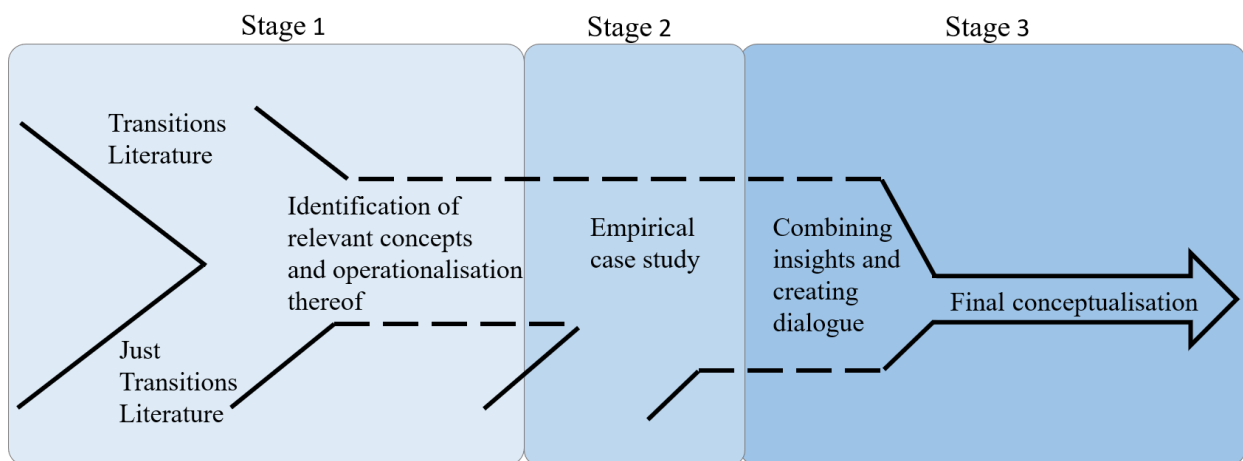 Stage 1
Stage 2
Stage 3
Transitions
Literature
Identification of
relevant concepts
and operationalisation
thereof
Just
Transitions
Literature
Empirical
case study
Combining
insights and
creating
dialogue
Final conceptualisation